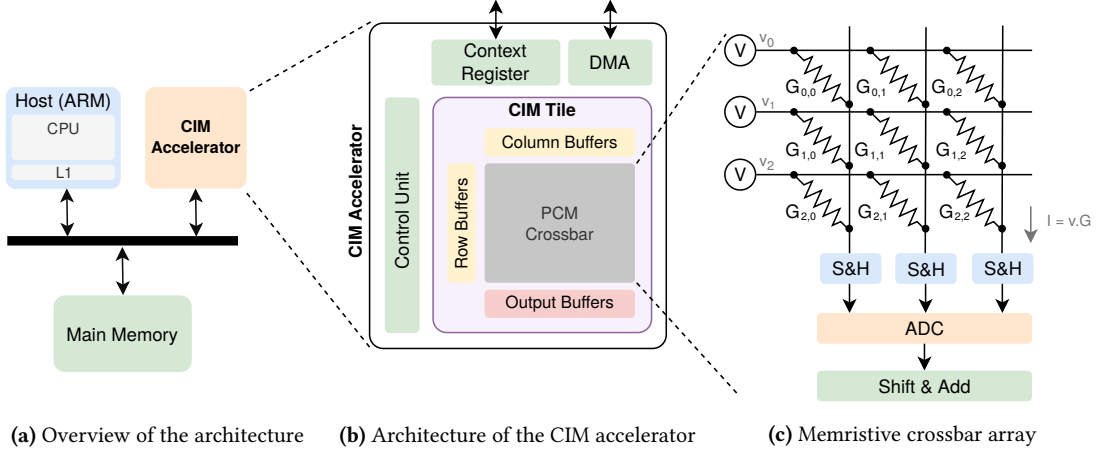 Host (ARM)
CPU
L1
CIM
Accelerator
Main Memory
CIM Accelerator
Context
Register
DMA
Control Unit
CIM Tile
Column Buffers
Row Buffers
PCM
Crossbar
Output Buffers
V
v0
G0,0
G0,1
G0,2
V
v1
G1,0
G1,1
G1,2
V
v2
G2,0
G2,1
G2,2
I = v.G
S&H
S&H
S&H
ADC
Shift & Add
(a) Overview of the architecture
(b) Architecture of the CIM accelerator
(c) Memristive crossbar array